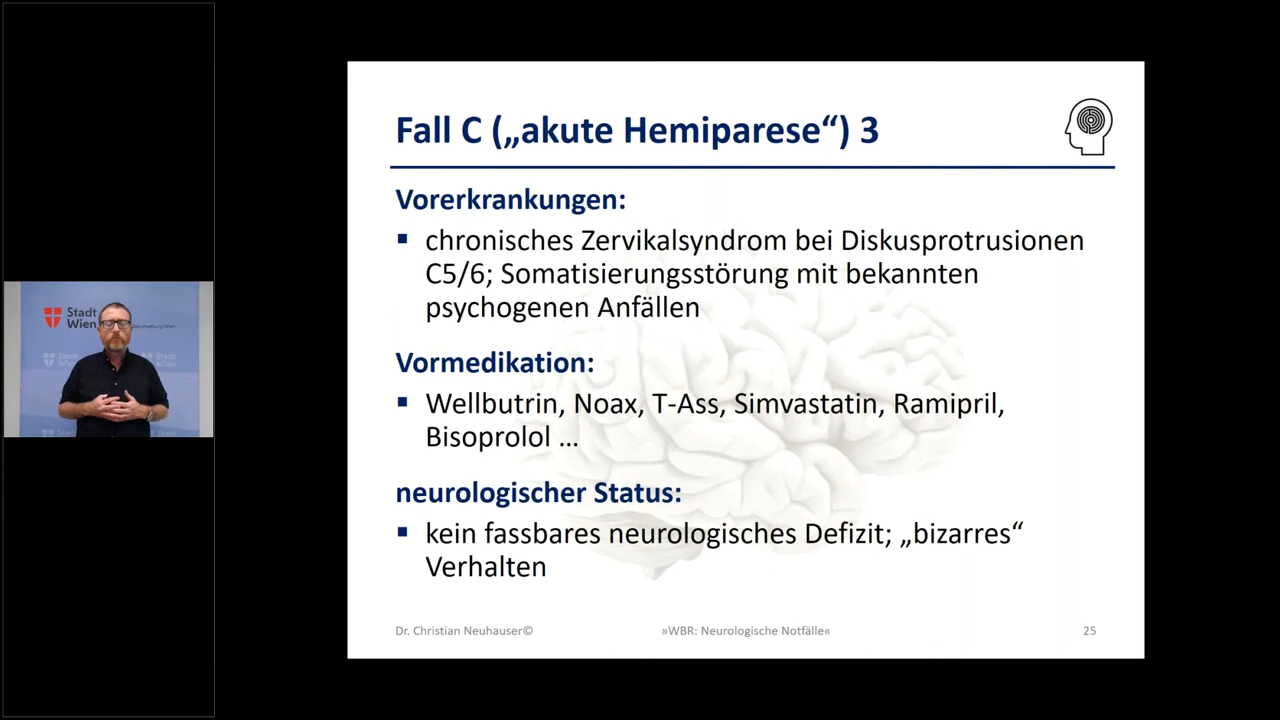 Fall C („akute Hemiparese“) 3
Vorerkrankungen:
▪ chronisches Zervikalsyndrom bei Diskusprotrusionen
C5/6; Somatisierungsstörung mit bekannten
psychogenen Anfällen
Vormedikation:
▪ Wellbutrin, Noax, T-Ass, Simvastatin, Ramipril,
Bisoprolol ...
neurologischer Status:
▪ kein fassbares neurologisches Defizit; „bizarres“
Verhalten
Dr. Christian Neuhauser© »WBR: Neurologische Notfälle« 25
Stadt
Wien